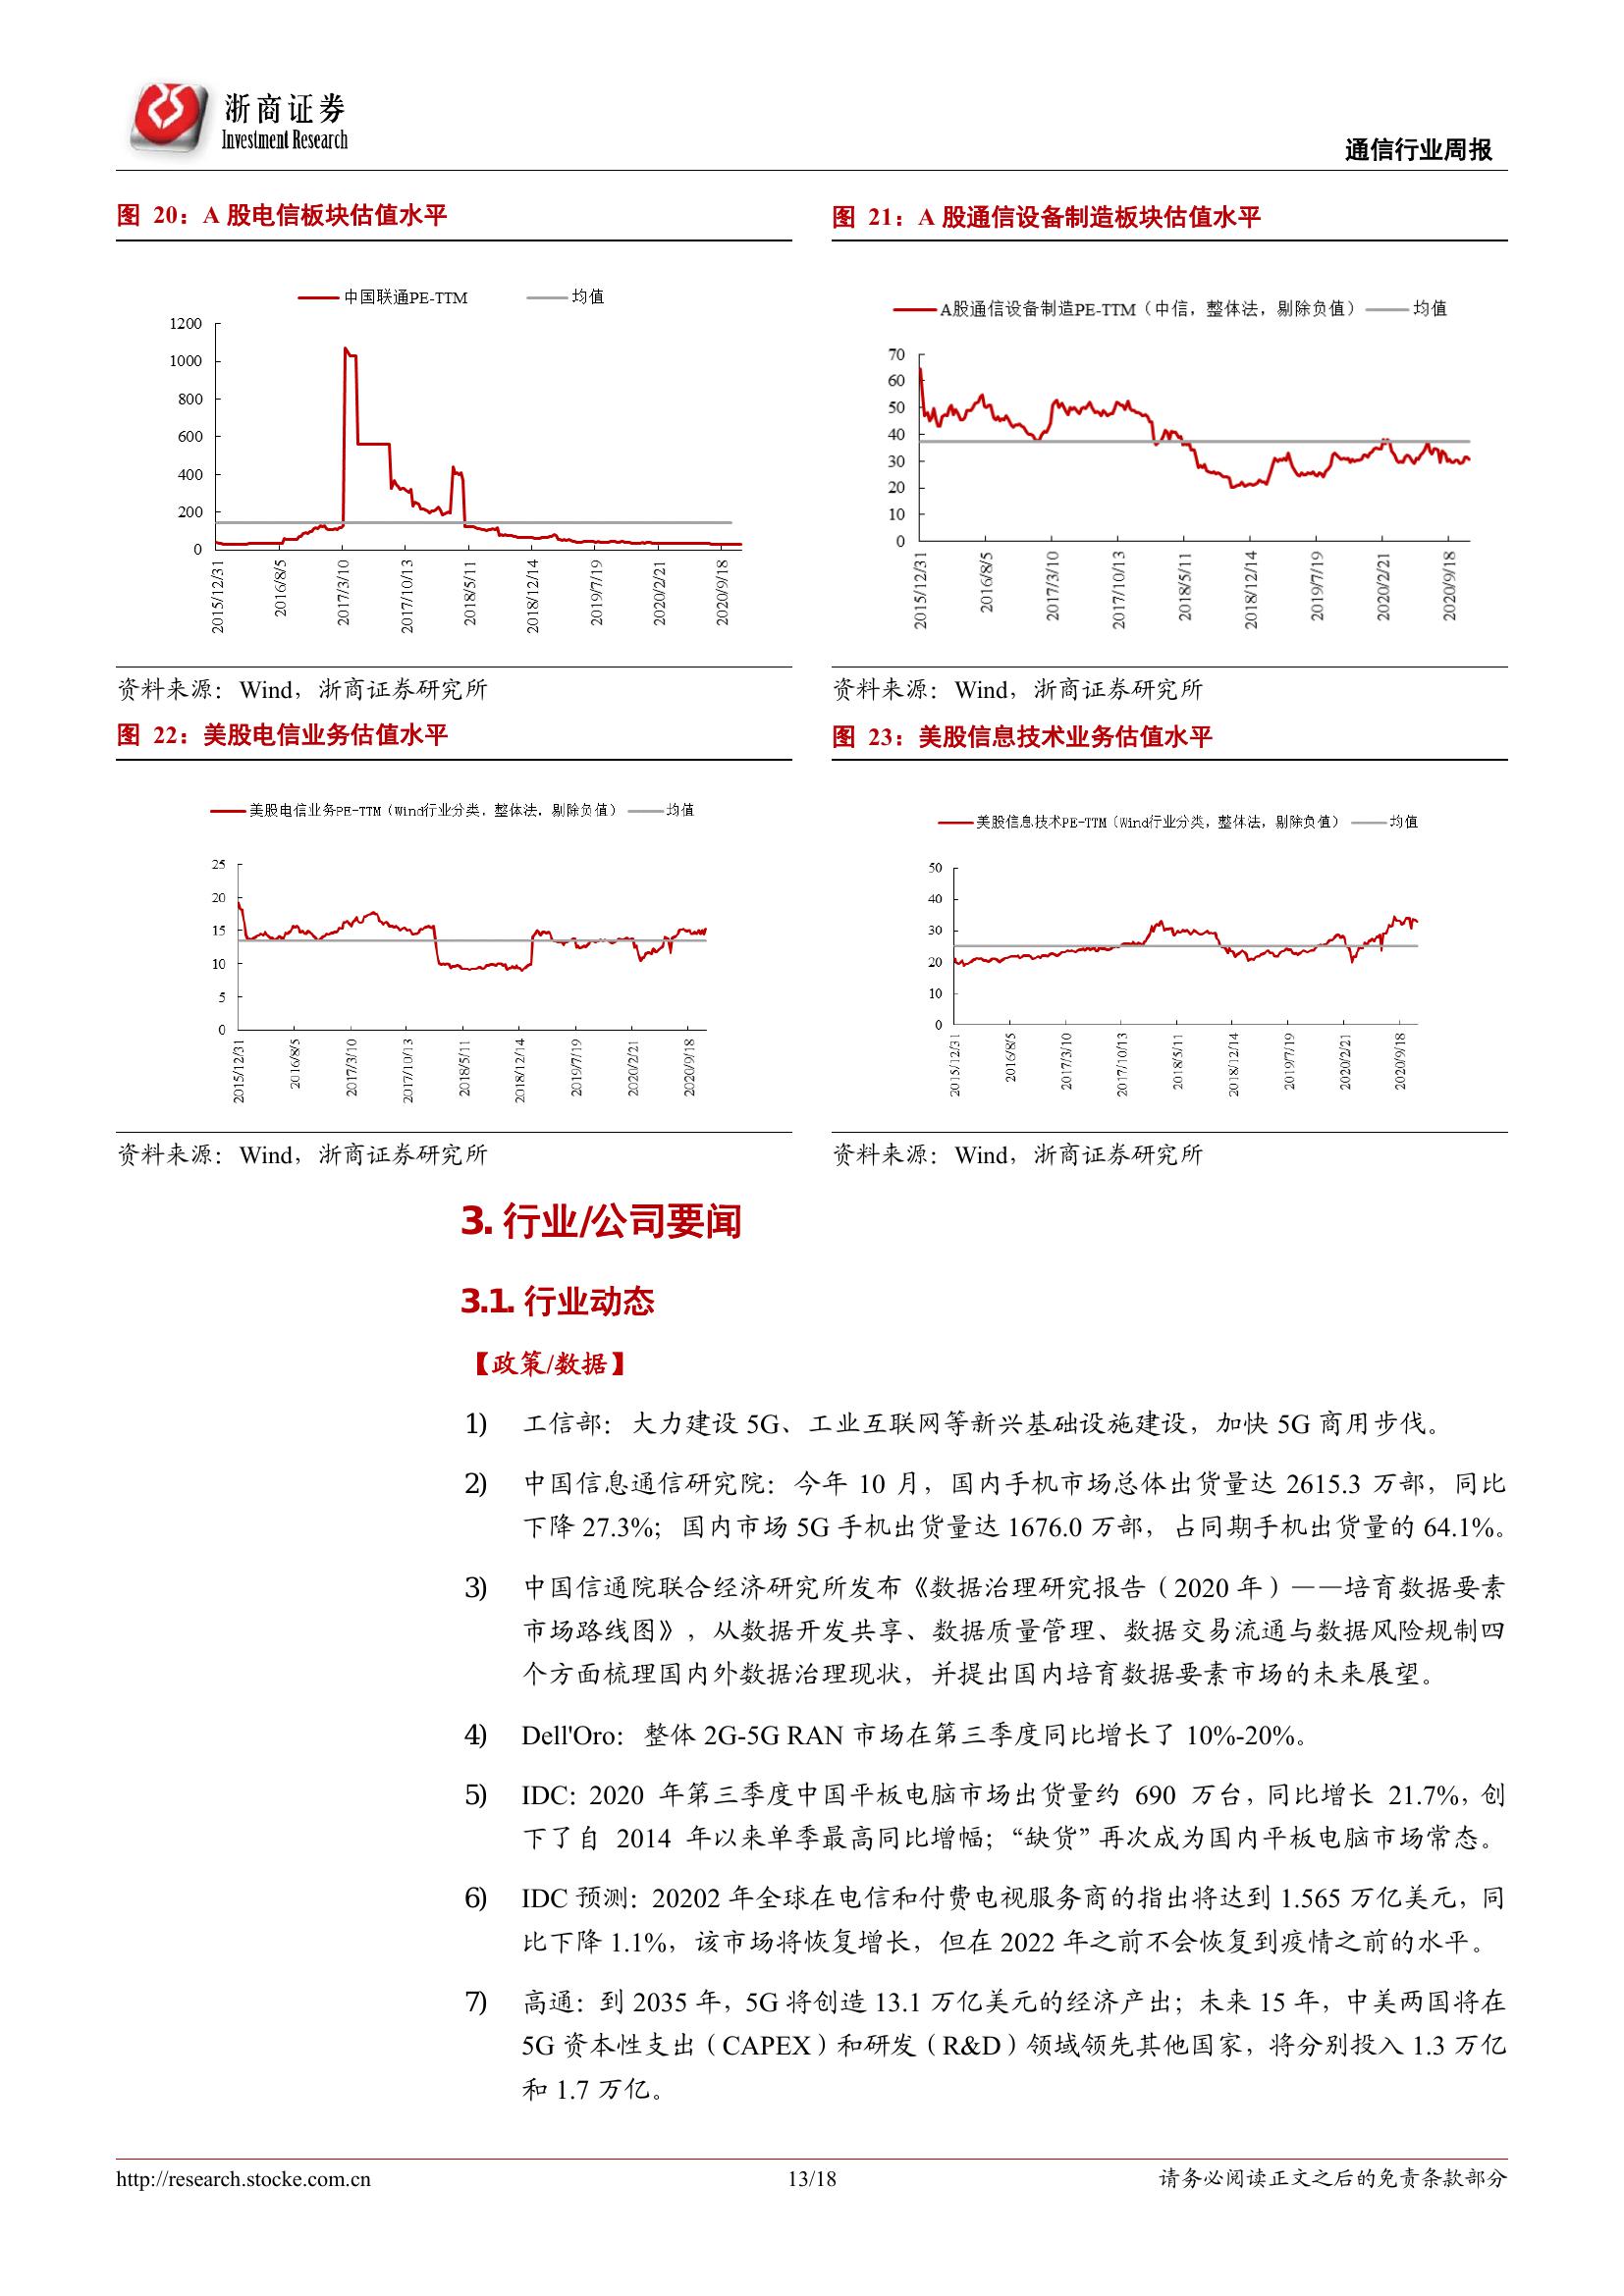 浙商证券
Investment Research
通信行业周报
图 20：A 股电信板块估值水平
中国联通PE-TTM 均值
1200
1000
800
600
400
200
0
2015/12/31 2016/8/5 2017/3/10 2017/10/13 2018/5/11 2018/12/14 2019/7/19 2020/2/21 2020/9/18
资料来源：Wind，浙商证券研究所
图 21：A 股通信设备制造板块估值水平
A股通信设备制造PE-TTM（中信，整体法，剔除负值） 均值
70
60
50
40
30
20
10
0
2015/12/31 2016/8/5 2017/3/10 2017/10/13 2018/5/11 2018/12/14 2019/7/19 2020/2/21 2020/9/18
资料来源：Wind，浙商证券研究所
图 22：美股电信业务估值水平
美股电信业务PE-TTM（Wind行业分类，整体法，剔除负值） 均值
25
20
15
10
5
0
2015/12/31 2016/8/5 2017/3/10 2017/10/13 2018/5/11 2018/12/14 2019/7/19 2020/2/21 2020/9/18
资料来源：Wind，浙商证券研究所
图 23：美股信息技术业务估值水平
美股信息技术PE-TTM（Wind行业分类，整体法，剔除负值） 均值
50
40
30
20
10
0
2015/12/31 2016/8/5 2017/3/10 2017/10/13 2018/5/11 2018/12/14 2019/7/19 2020/2/21 2020/9/18
资料来源：Wind，浙商证券研究所
3. 行业/公司要闻
3.1. 行业动态
【政策/数据】
1) 工信部：大力建设 5G、工业互联网等新兴基础设施建设，加快 5G 商用步伐。
2) 中国信息通信研究院：今年 10 月，国内手机市场总体出货量达 2615.3 万部，同比
下降 27.3%；国内市场 5G 手机出货量达 1676.0 万部，占同期手机出货量的 64.1%。
3) 中国信通院联合经济研究所发布《数据治理研究报告（2020 年）——培育数据要素
市场路线图》，从数据开发共享、数据质量管理、数据交易流通与数据风险规制四
个方面梳理国内外数据治理现状，并提出国内培育数据要素市场的未来展望。
4) Dell'Oro：整体 2G-5G RAN 市场在第三季度同比增长了 10%-20%。
5) IDC：2020 年第三季度中国平板电脑市场出货量约 690 万台，同比增长 21.7%，创
下了自 2014 年以来单季最高同比增幅；“缺货”再次成为国内平板电脑市场常态。
6) IDC 预测：20202 年全球在电信和付费电视服务商的指出将达到 1.565 万亿美元，同
比下降 1.1%，该市场将恢复增长，但在 2022 年之前不会恢复到疫情之前的水平。
7) 高通：到 2035 年，5G 将创造 13.1 万亿美元的经济产出；未来 15 年，中美两国将在
5G 资本性支出（CAPEX）和研发（R&D）领域领先其他国家，将分别投入 1.3 万亿
和 1.7 万亿。
http://research.stocke.com.cn 13/18 请务必阅读正文之后的免责条款部分